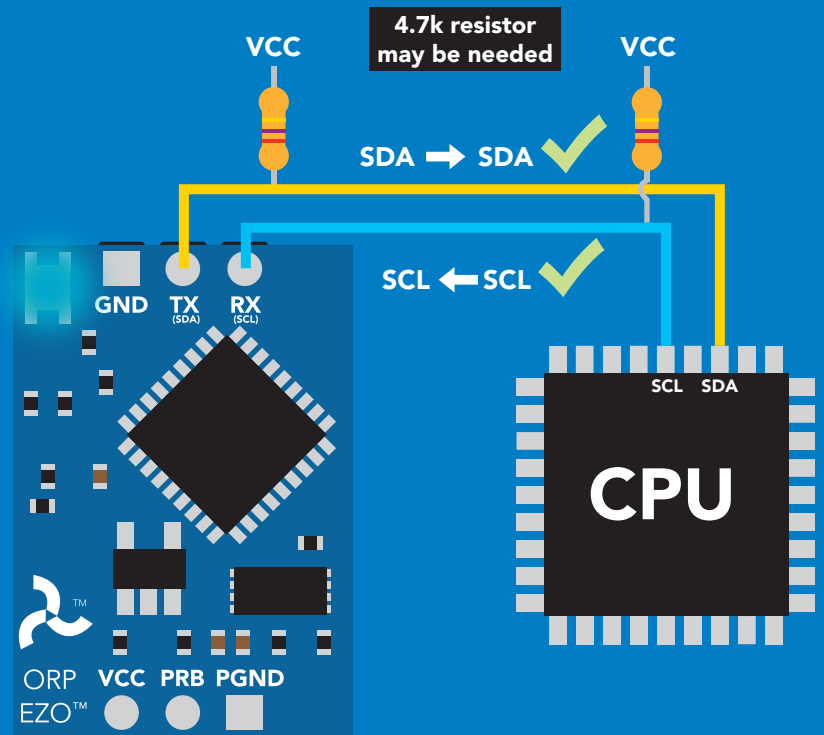 4.7k resistor
may be needed
VCC
VCC
SDA → SDA
SCL ← SCL
GND
TX
(SDA)
RX
(SCL)
SCL SDA
CPU
TM
ORP
EZO™
VCC PRB PGND